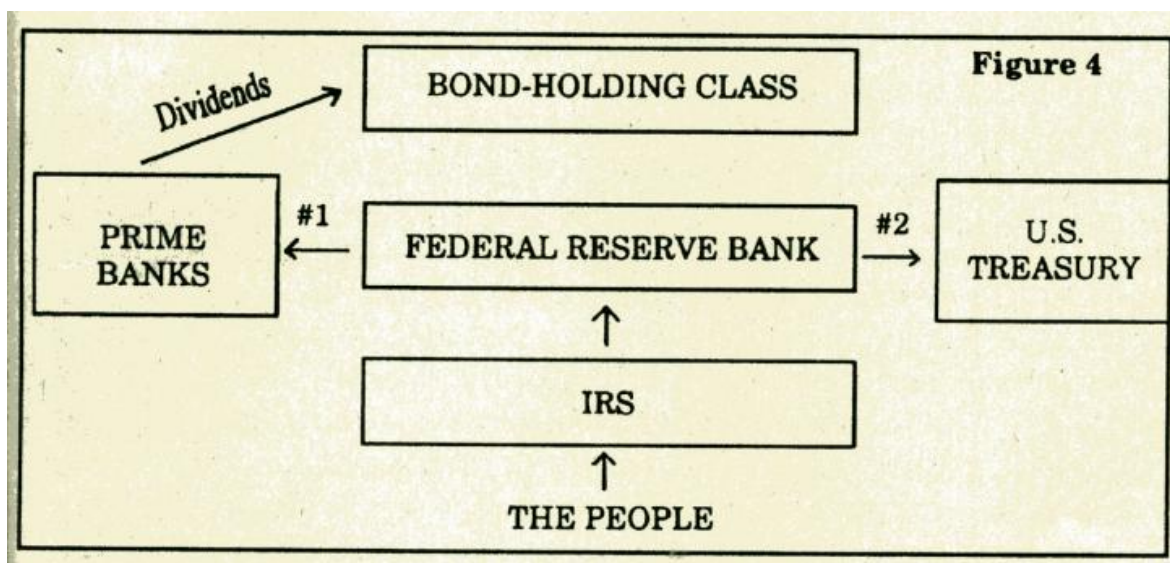 Figure 4
BOND-HOLDING CLASS
Dividends
PRIME
BANKS
#1
FEDERAL RESERVE BANK
#2
U.S.
TREASURY
IRS
THE PEOPLE